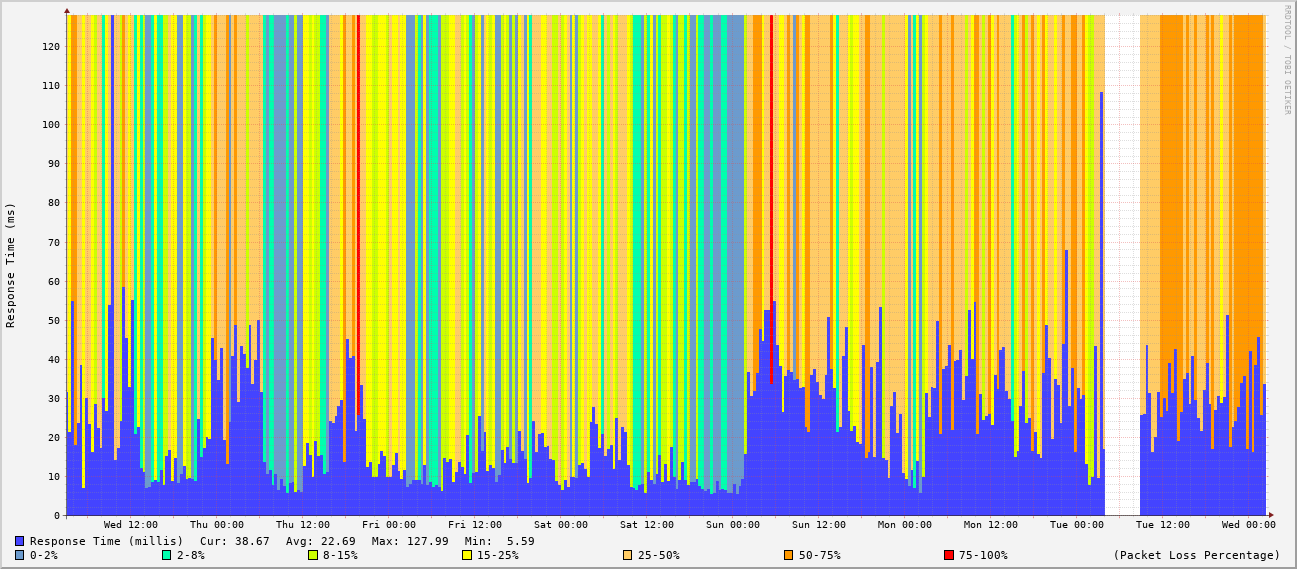 RRDTOOL / TOBI OETIKER
Response Time (ms)
120
110
100
90
80
70
60
50
40
30
20
10
0
Wed 12:00 Thu 00:00 Thu 12:00 Fri 00:00 Fri 12:00 Sat 00:00 Sat 12:00 Sun 00:00 Sun 12:00 Mon 00:00 Mon 12:00 Tue 00:00 Tue 12:00 Wed 00:00
Response Time (millis) Cur: 38.67 Avg: 22.69 Max: 127.99 Min: 5.59
0-2% 2-8% 8-15% 15-25% 25-50% 50-75% 75-100% (Packet Loss Percentage)